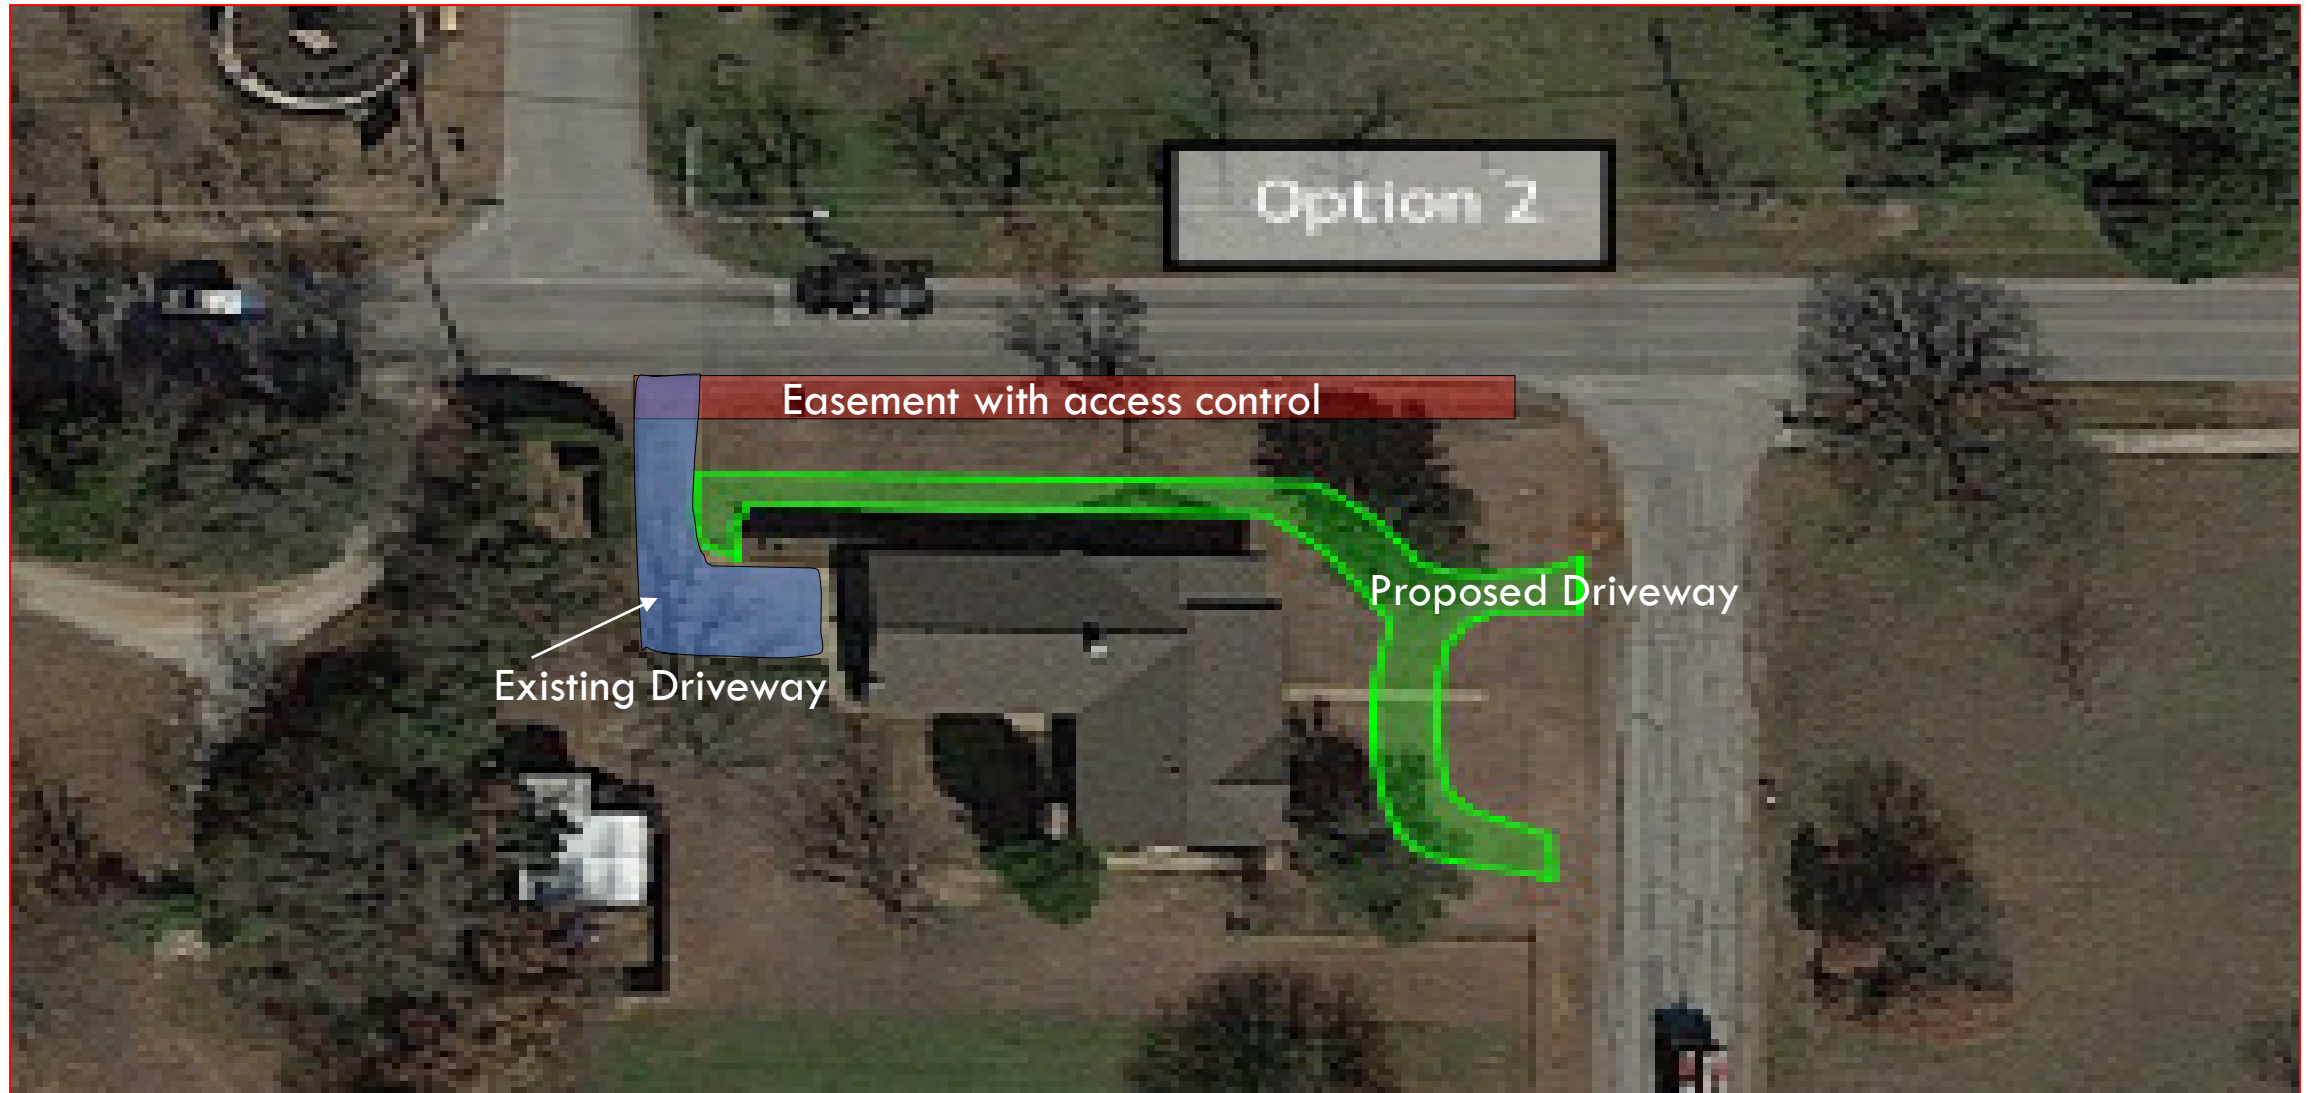 Option 2
Easement with access control
Proposed Driveway
Existing Driveway